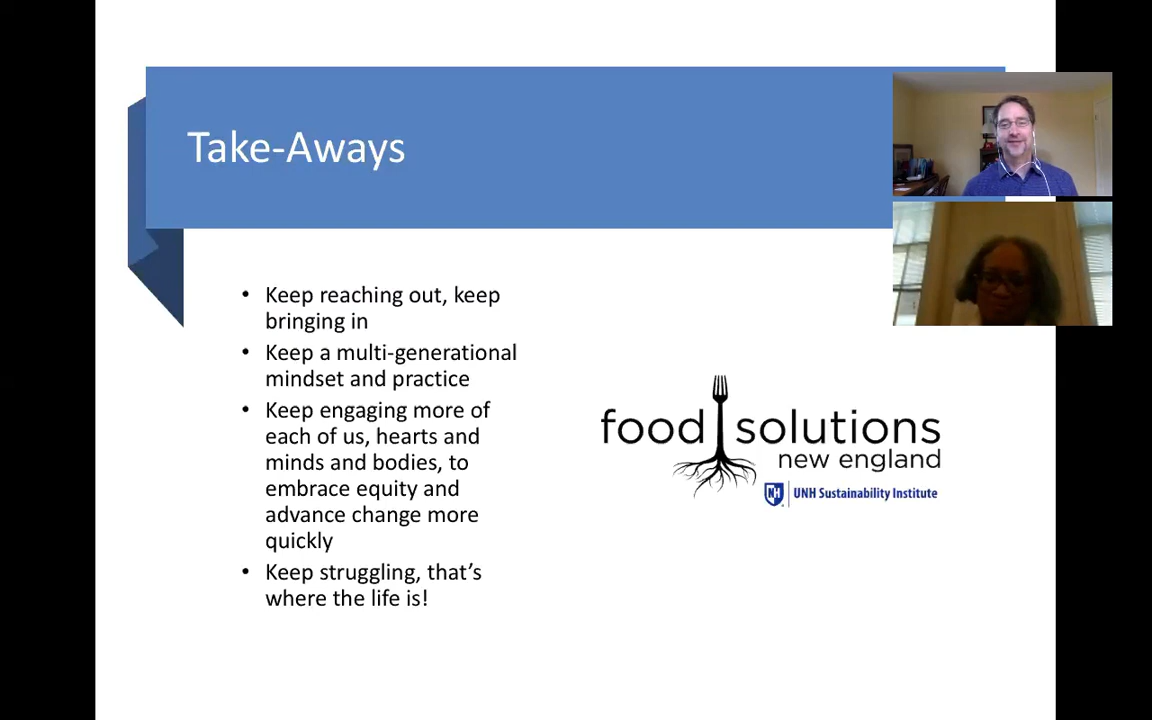 Take-Aways
• Keep reaching out, keep
bringing in
• Keep a multi-generational
mindset and practice
• Keep engaging more of
each of us, hearts and
minds and bodies, to
embrace equity and
advance change more
quickly
• Keep struggling, that’s
where the life is!
food solutions
new england
NH UNH Sustainability Institute